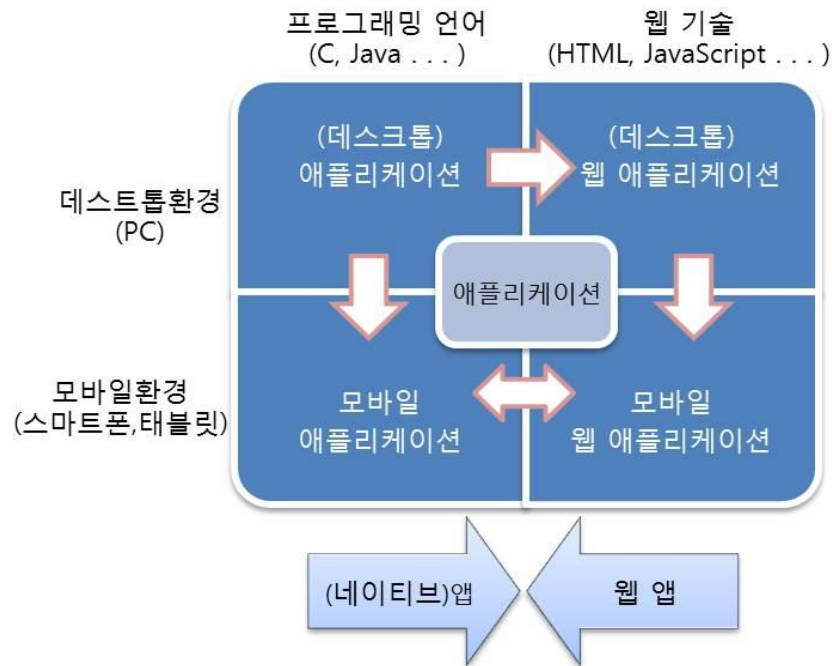 프로그래밍 언어
(C, Java . . . )
웹 기술
(HTML, JavaScript . . . )
데스트톱환경
(PC)
(데스크톱)
애플리케이션
(데스크톱)
웹 애플리케이션
애플리케이션
모바일환경
(스마트폰,태블릿)
모바일
애플리케이션
모바일
웹 애플리케이션
(네이티브)앱
웹 앱